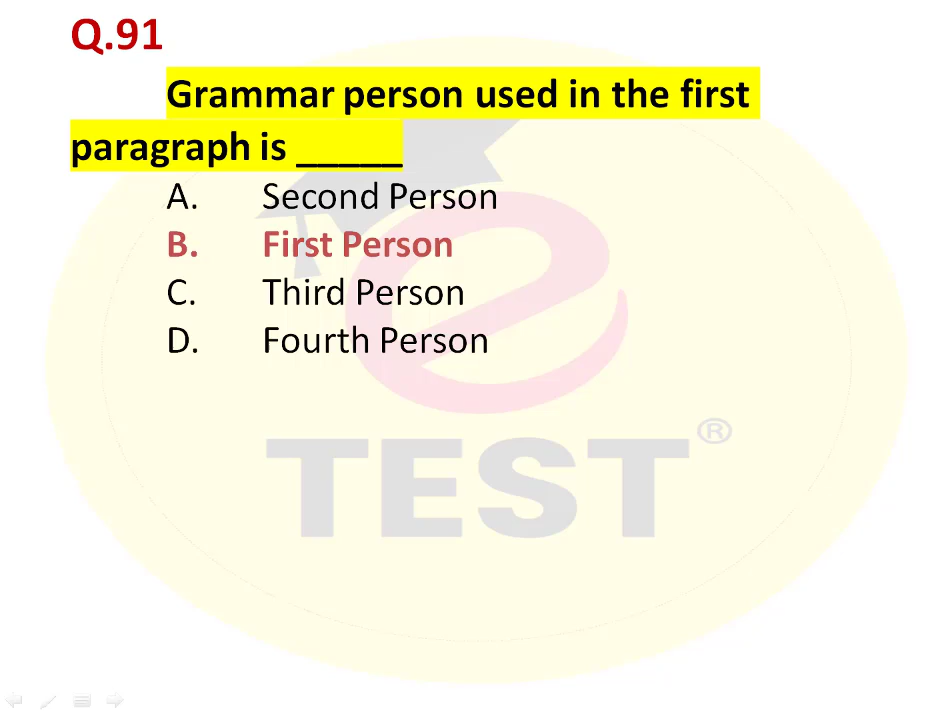 Q.91
Grammar person used in the first
paragraph is _____
A. Second Person
B. First Person
C. Third Person
D. Fourth Person
e
TEST®